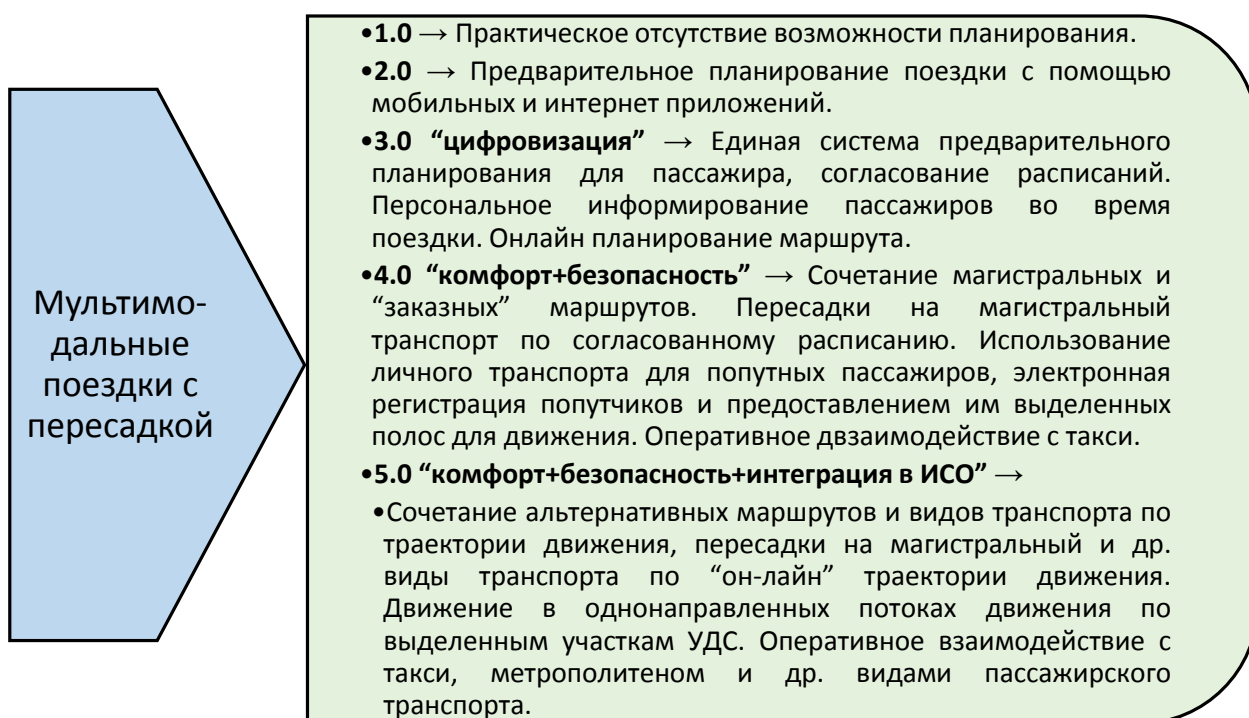 Мультимо-
дальные
поездки с
пересадкой
•1.0 → Практическое отсутствие возможности планирования.
•2.0 → Предварительное планирование поездки с помощью
мобильных и интернет приложений.
•3.0 “цифровизация” → Единая система предварительного
планирования для пассажира, согласование расписаний.
Персональное информирование пассажиров во время
поездки. Онлайн планирование маршрута.
•4.0 “комфорт+безопасность” → Сочетание магистральных и
“заказных” маршрутов. Пересадки на магистральный
транспорт по согласованному расписанию. Использование
личного транспорта для попутных пассажиров, электронная
регистрация попутчиков и предоставлением им выделенных
полос для движения. Оперативное двзаимодействие с такси.
•5.0 “комфорт+безопасность+интеграция в ИСО” →
•Сочетание альтернативных маршрутов и видов транспорта по
траектории движения, пересадки на магистральный и др.
виды транспорта по “он-лайн” траектории движения.
Движение в однонаправленных потоках движения по
выделенным участкам УДС. Оперативное взаимодействие с
такси, метрополитеном и др. видами пассажирского
транспорта.